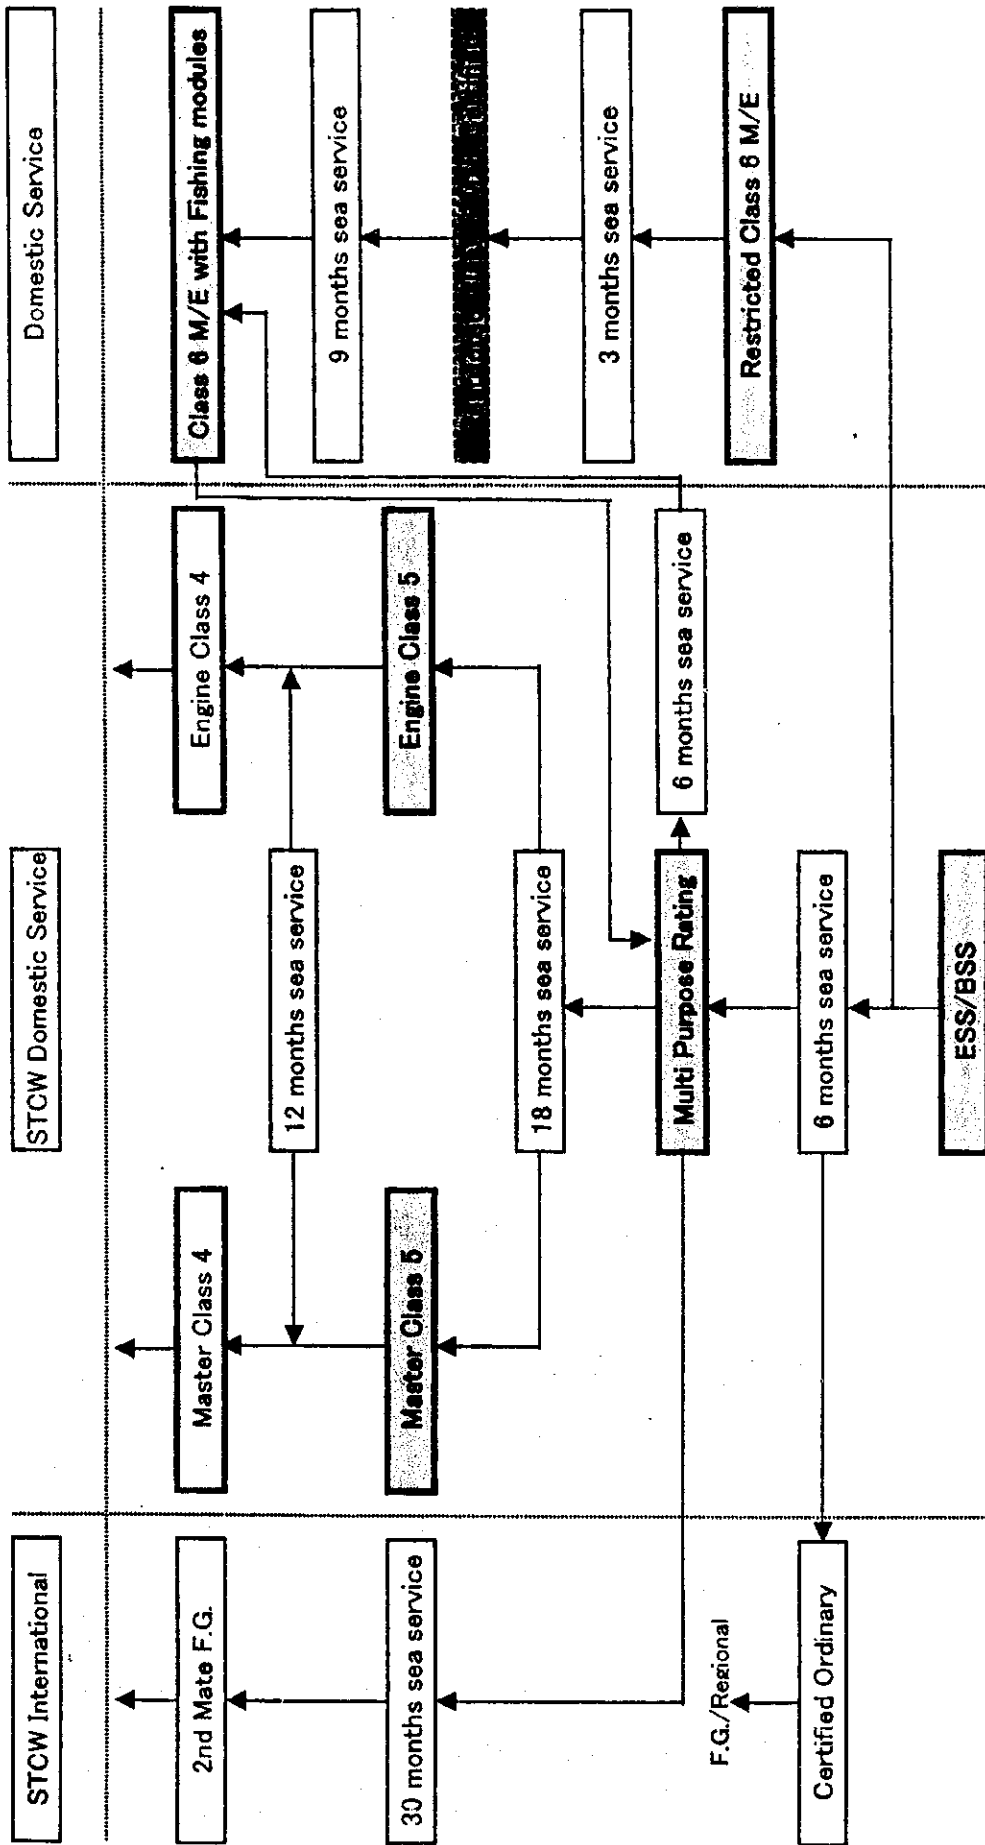 STCW International
STCW Domestic Service
Domestic Service
2nd Mate F.G.
Master Class 4
Engine Class 4
Class 6 M/E with Fishing modules
12 months sea service
9 months sea service
30 months sea service
Master Class 5
Engine Class 5
18 months sea service
3 months sea service
F.G./Regional
Multi Purpose Rating
6 months sea service
Restricted Class 6 M/E
Certified Ordinary
6 months sea service
ESS/BSS